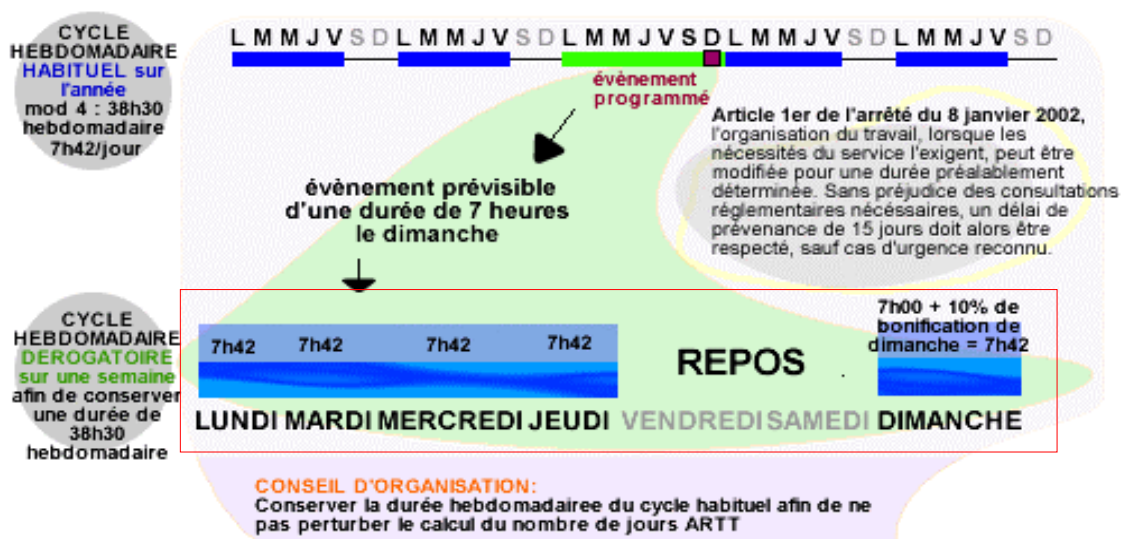 CYCLE
HEBDOMADAIRE
HABITUEL sur
l'année
mod 4 : 38h30
hebdomadaire
7h42/jour
L M M J V S D L M M J V S D L M M J V S D L M M J V S D L M M J V S D
évènement
programmé
Article 1er de l'arrêté du 8 janvier 2002,
l'organisation du travail, lorsque les
nécessités du service l'exigent, peut être
modifiée pour une durée préalablement
déterminée. Sans préjudice des consultations
réglementaires nécéssaires, un délai de
prévenance de 15 jours doit alors être
respecté, sauf cas d'urgence reconnu.
évènement prévisible
d'une durée de 7 heures
le dimanche
CYCLE
HEBDOMADAIRE
DEROGATOIRE
sur une semaine
afin de conserver
une durée de
38h30
hebdomadaire
7h42 7h42 7h42 7h42
REPOS
7h00 + 10% de
bonification de
dimanche = 7h42
LUNDI MARDI MERCREDI JEUDI VENDREDI SAMEDI DIMANCHE
CONSEIL D'ORGANISATION:
Conserver la durée hebdomadairee du cycle habituel afin de ne
pas perturber le calcul du nombre de jours ARTT